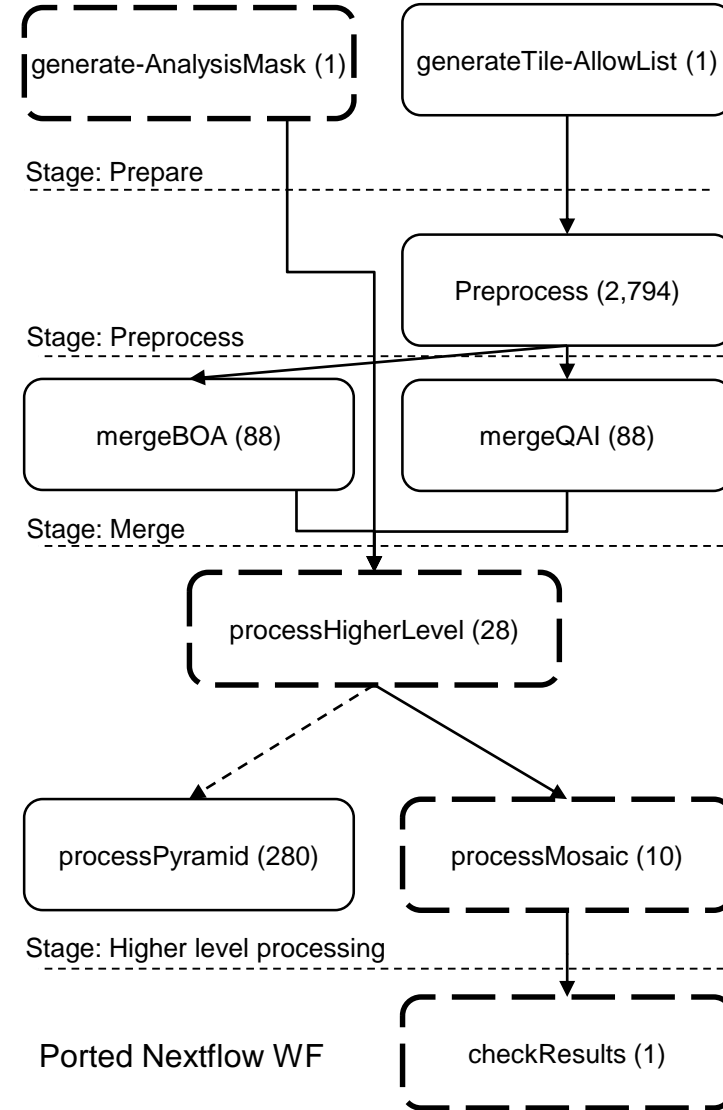 generate-AnalysisMask (1)
generateTile-AllowList (1)
Stage: Prepare
Preprocess (2,794)
Stage: Preprocess
mergeBOA (88)
mergeQAI (88)
Stage: Merge
processHigherLevel (28)
processPyramid (280)
processMosaic (10)
Stage: Higher level processing
Ported Nextflow WF
checkResults (1)